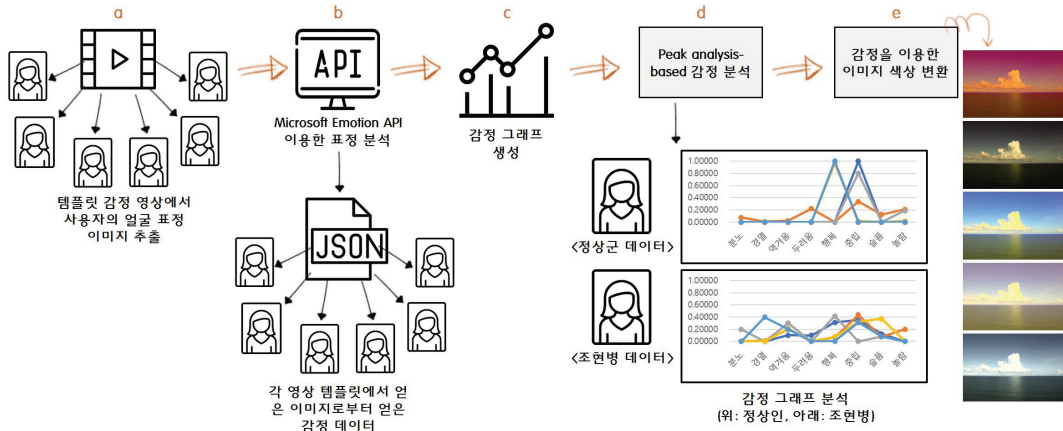 a
b
c
d
e
API
Microsoft Emotion API
이용한 표정 분석
감정 그래프
생성
Peak analysis-
based 감정 분석
감정을 이용한
이미지 색상 변환
템플릿 감정 영상에서
사용자의 얼굴 표정
이미지 추출
JSON
각 영상 템플릿에서 얻
은 이미지로부터 얻은
감정 데이터
<정상군 데이터>
1.00000
0.80000
0.60000
0.40000
0.20000
0.00000
분노
경멸
역겨움
두려움
행복
중립
슬픔
놀람
<조현병 데이터>
1.00000
0.80000
0.60000
0.40000
0.20000
0.00000
분노
경멸
역겨움
두려움
행복
중립
슬픔
놀람
감정 그래프 분석
(위: 정상인, 아래: 조현병)